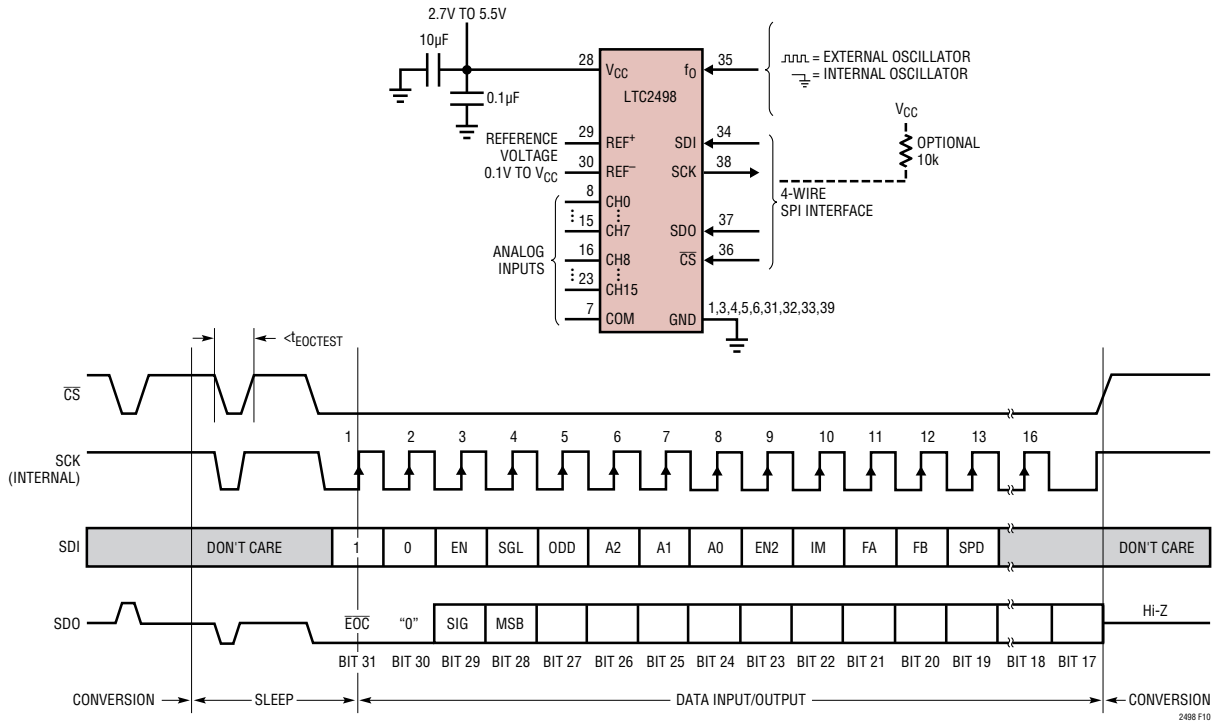 2.7V TO 5.5V
10µF
0.1µF
28
VCC
fO
35
= EXTERNAL OSCILLATOR
= INTERNAL OSCILLATOR
LTC2498
VCC
OPTIONAL
10k
REFERENCE
VOLTAGE
0.1V TO VCC
29
REF+
30
REF–
SDI
34
SCK
38
4-WIRE
SPI INTERFACE
ANALOG
INPUTS
8
CH0
15
CH7
16
CH8
23
CH15
7
COM
SDO
37
CS
36
GND
1,3,4,5,6,31,32,33,39
<tEOCTEST
CS
SCK
(INTERNAL)
1 2 3 4 5 6 7 8 9 10 11 12 13 16
SDI
DON'T CARE 1 0 EN SGL ODD A2 A1 A0 EN2 IM FA FB SPD DON'T CARE
SDO
EOC "0" SIG MSB Hi-Z
BIT 31 BIT 30 BIT 29 BIT 28 BIT 27 BIT 26 BIT 25 BIT 24 BIT 23 BIT 22 BIT 21 BIT 20 BIT 19 BIT 18 BIT 17
CONVERSION SLEEP DATA INPUT/OUTPUT CONVERSION
2498 F10